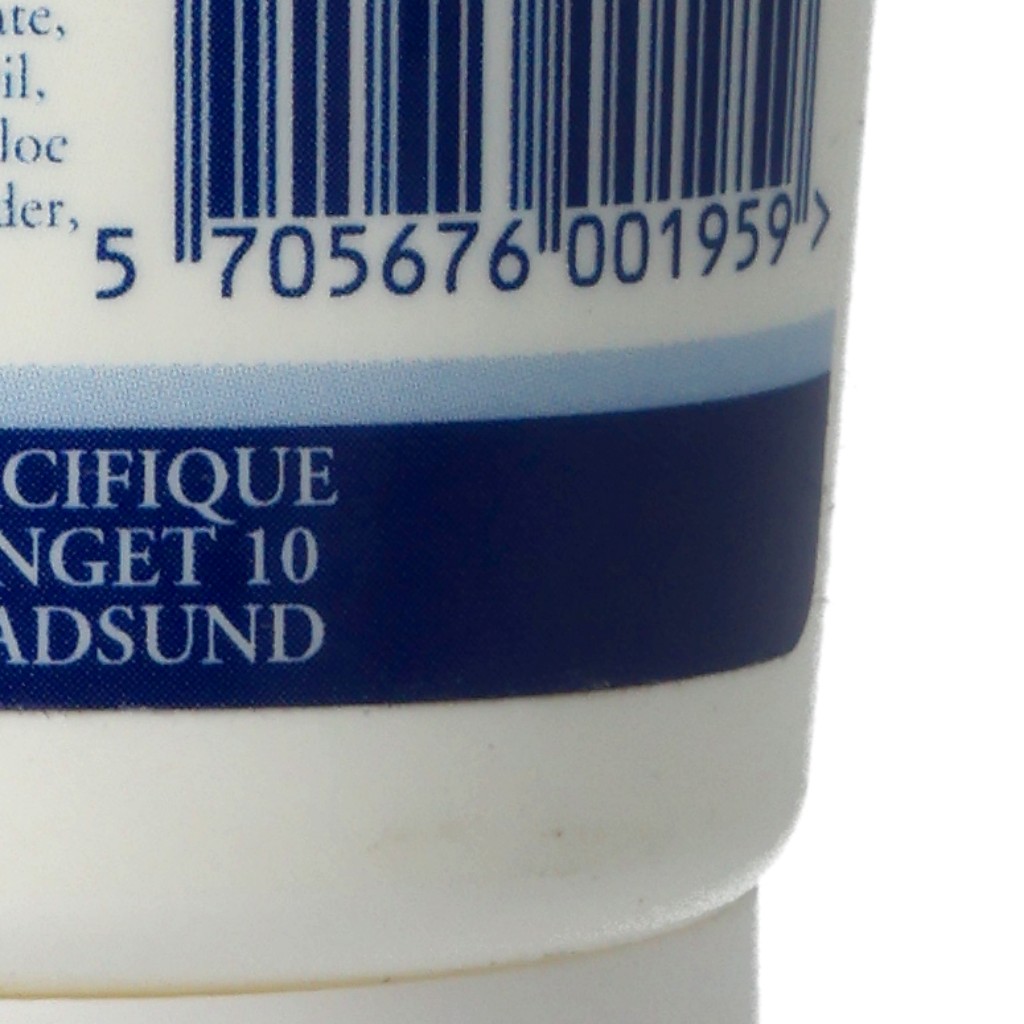 ate,
il,
loc
der,
5 705676 001959 >
CIFIQUE
NGET 10
ADSUND